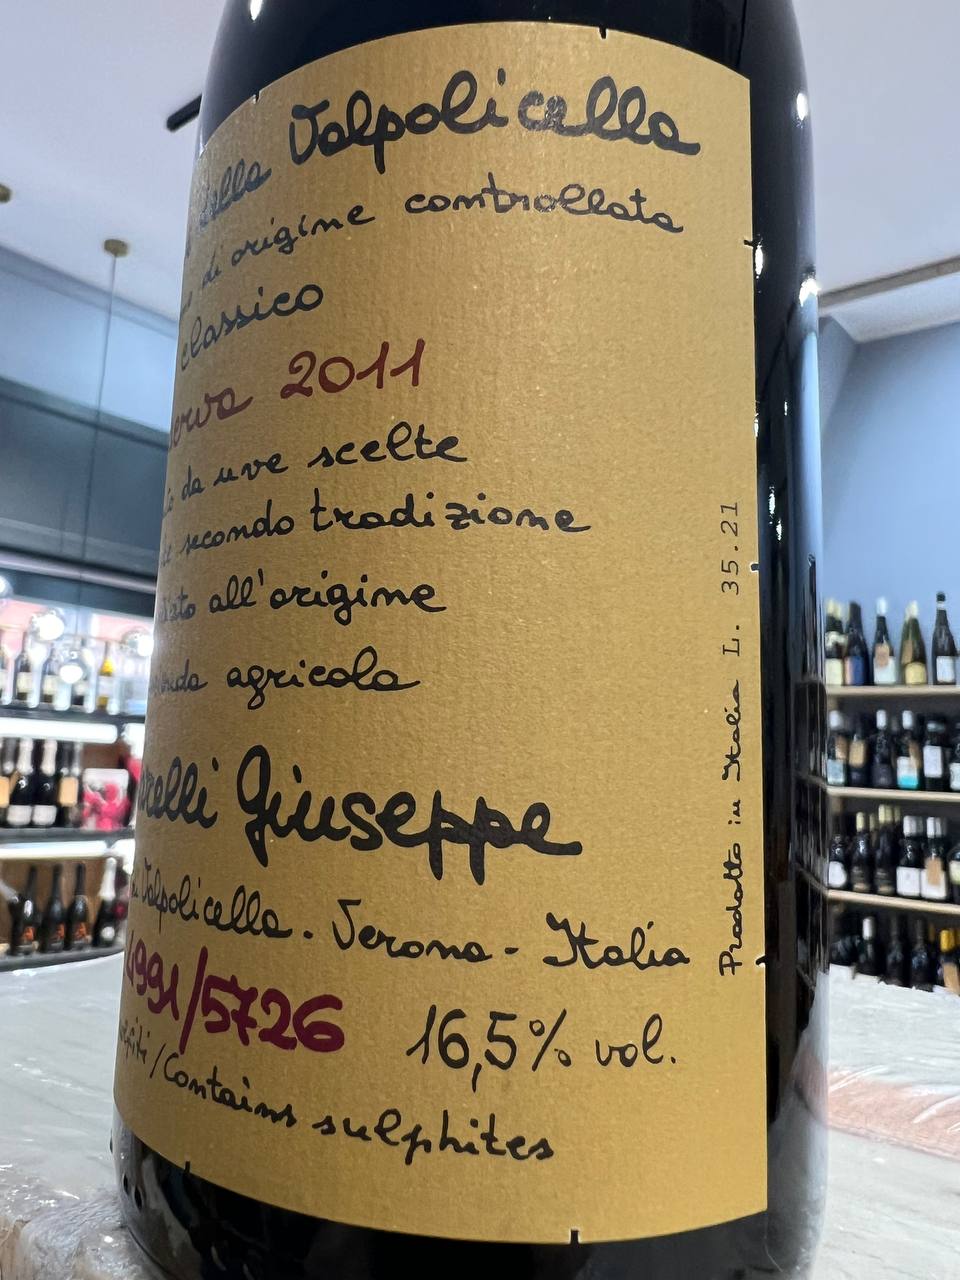 della Valpolicella
di origine controllata
classico
2011
da uve scelte
secondo tradizione
all'origine
agricola
Giuseppe
Valpolicella. Verona - Italia
/5726 16,5% vol.
/Contains sulphites
Prodotto in Italia L. 35.21